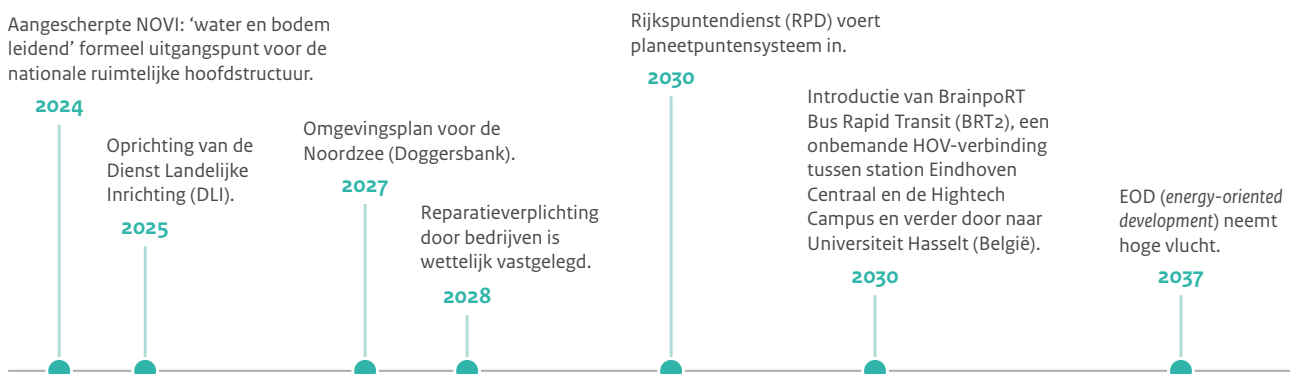 Aangescherpte NOVI: ‘water en bodem
leidend’ formeel uitgangspunt voor de
nationale ruimtelijke hoofdstructuur.
2024
Oprichting van de
Dienst Landelijke
Inrichting (DLI).
2025
Omgevingsplan voor de
Noordzee (Doggersbank).
2027
Reparatieverplichting
door bedrijven is
wettelijk vastgelegd.
2028
Rijkspuntendienst (RPD) voert
planeetpuntensysteem in.
2030
Introductie van BrainpoRT
Bus Rapid Transit (BRT2), een
onbemande HOV-verbinding
tussen station Eindhoven
Centraal en de Hightech
Campus en verder door naar
Universiteit Hasselt (België).
2030
EOD (energy-oriented
development) neemt
hoge vlucht.
2037